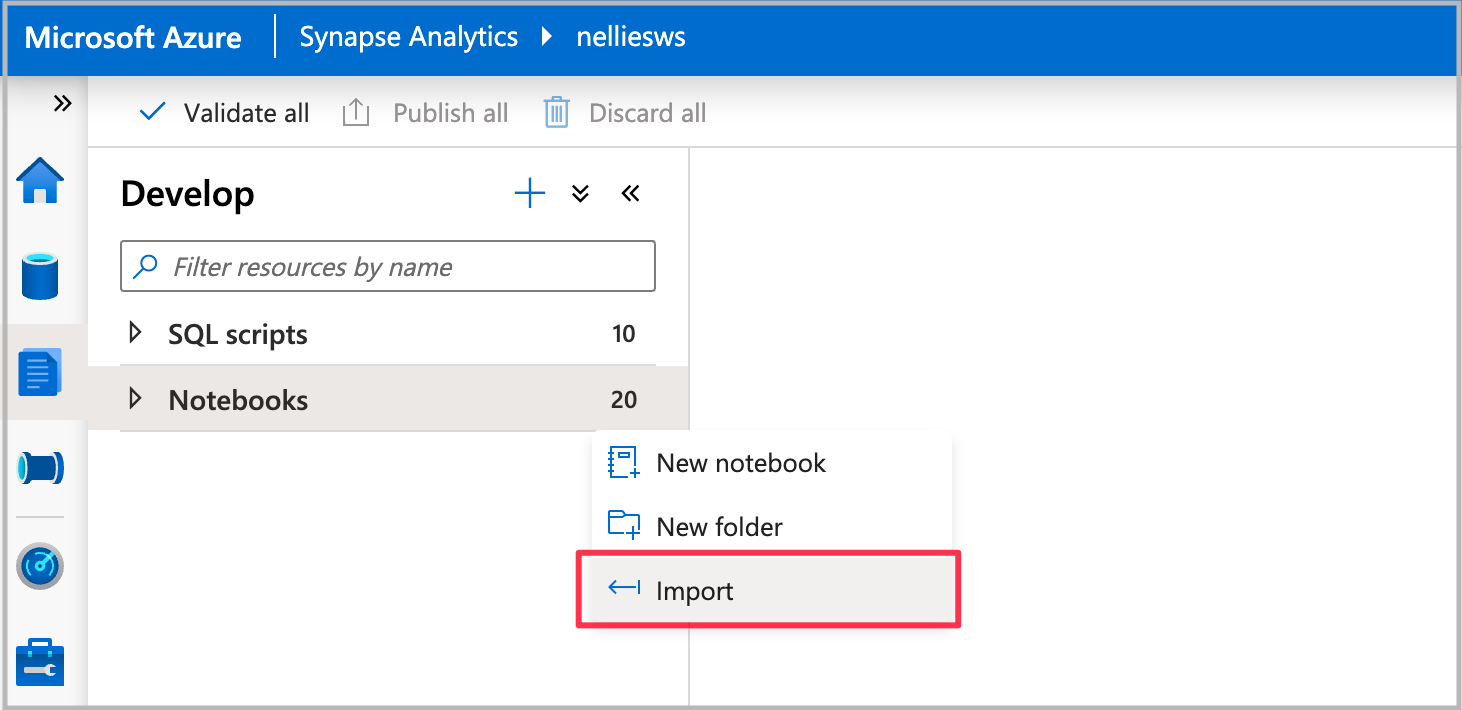 Microsoft Azure Synapse Analytics nelliesws
Validate all Publish all Discard all
Develop
Filter resources by name
SQL scripts 10
Notebooks 20
New notebook
New folder
Import